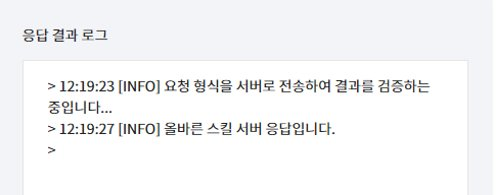 응답 결과 로그
> 12:19:23 [INFO] 요청 형식을 서버로 전송하여 결과를 검증하는
중입니다...
> 12:19:27 [INFO] 올바른 스킬 서버 응답입니다.
>